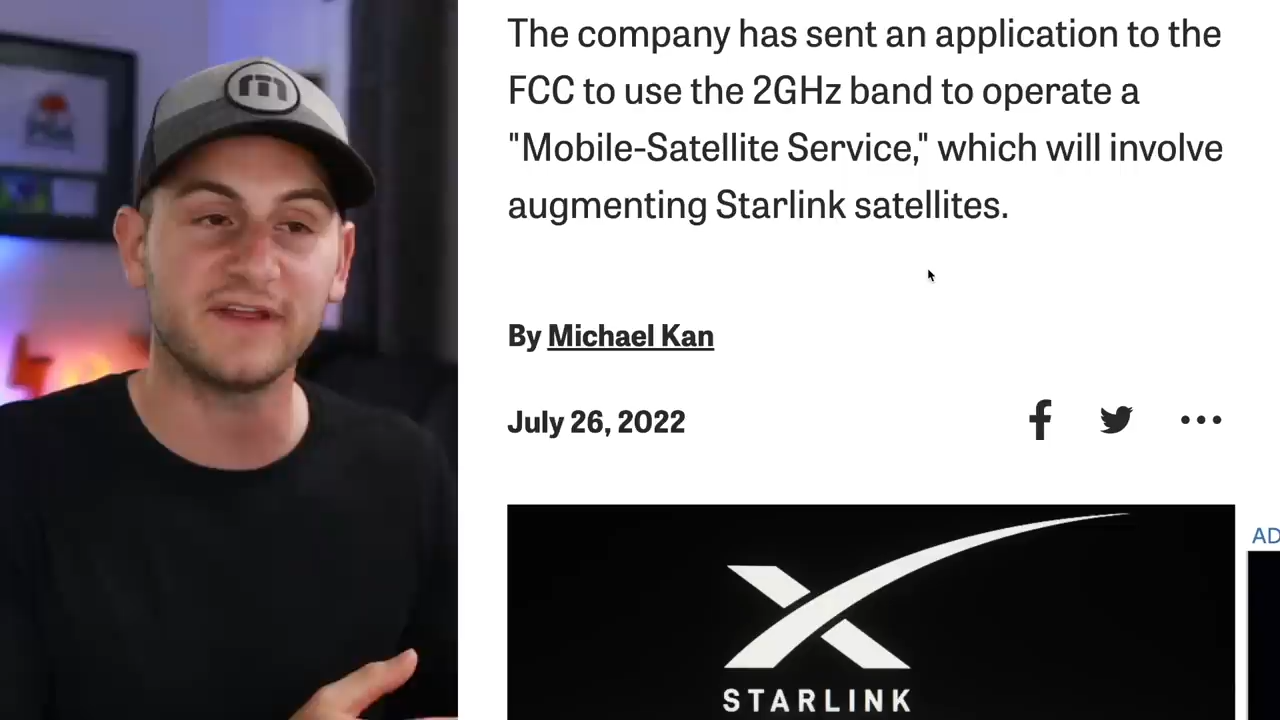 The company has sent an application to the
FCC to use the 2GHz band to operate a
"Mobile-Satellite Service," which will involve
augmenting Starlink satellites.
By Michael Kan
July 26, 2022
AD
STARLINK